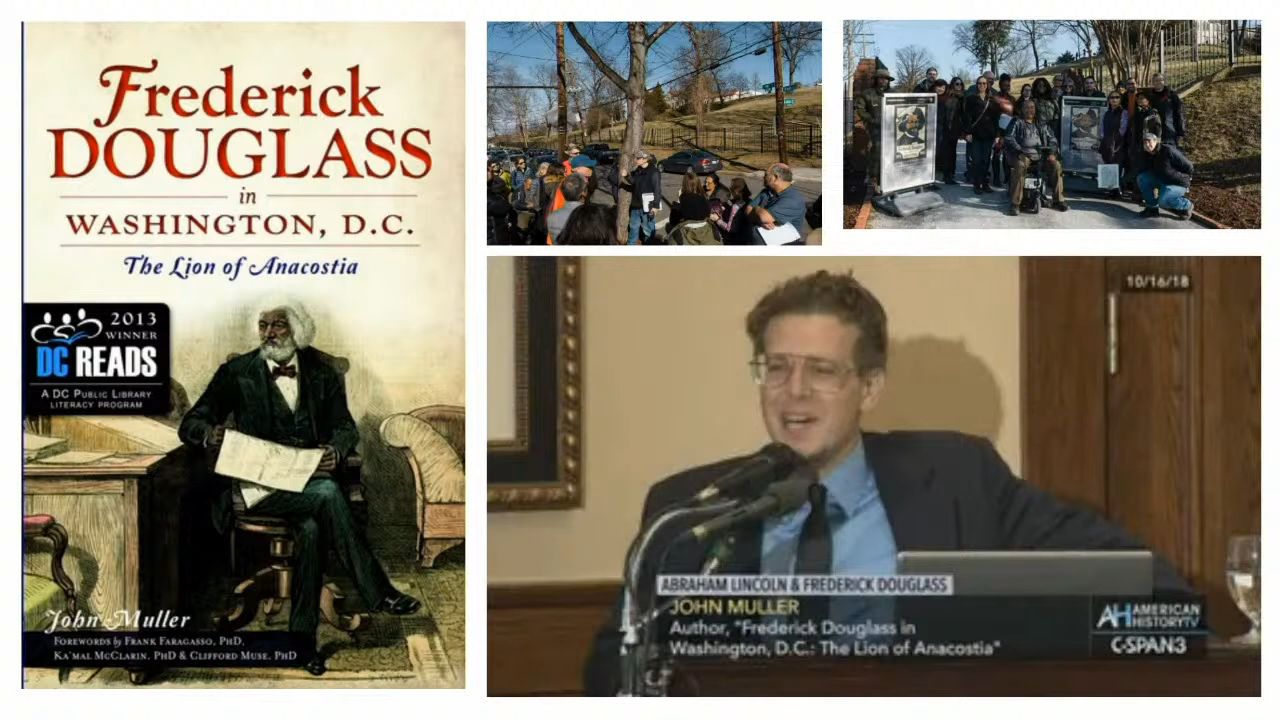 Frederick
DOUGLASS
in
WASHINGTON, D.C.
The Lion of Anacostia
2013
WINNER
DC READS
A DC PUBLIC LIBRARY
LITERACY PROGRAM
John Muller
FOREWORDS by FRANK FARAGASSO, PHD,
KA'MAL MCCLARIN, PHD & CLIFFORD MUSE, PHD
10/16/18
ABRAHAM LINCOLN & FREDERICK DOUGLASS
JOHN MULLER
Author, "Frederick Douglass in
Washington, D.C.: The Lion of Anacostia"
AH AMERICAN
HISTORYTV
C-SPAN3